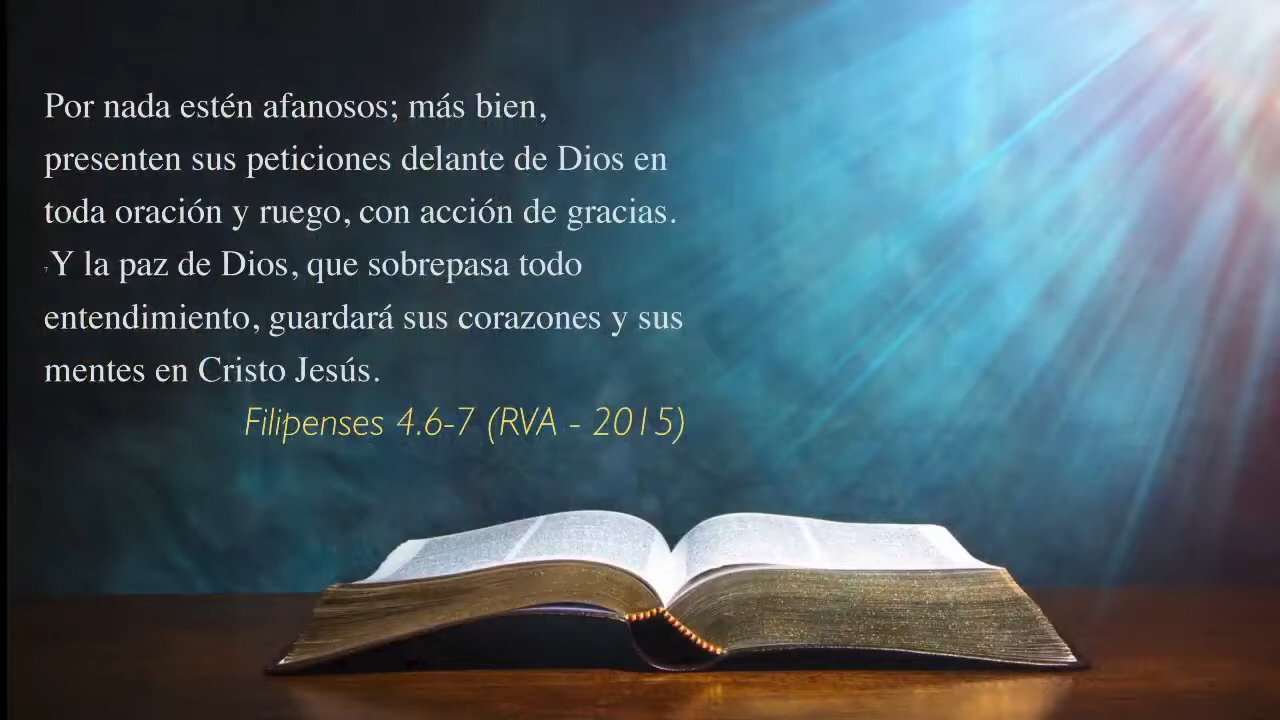 Por nada estén afanosos; más bien,
presenten sus peticiones delante de Dios en
toda oración y ruego, con acción de gracias.
7 Y la paz de Dios, que sobrepasa todo
entendimiento, guardará sus corazones y sus
mentes en Cristo Jesús.
Filipenses 4.6-7 (RVA - 2015)